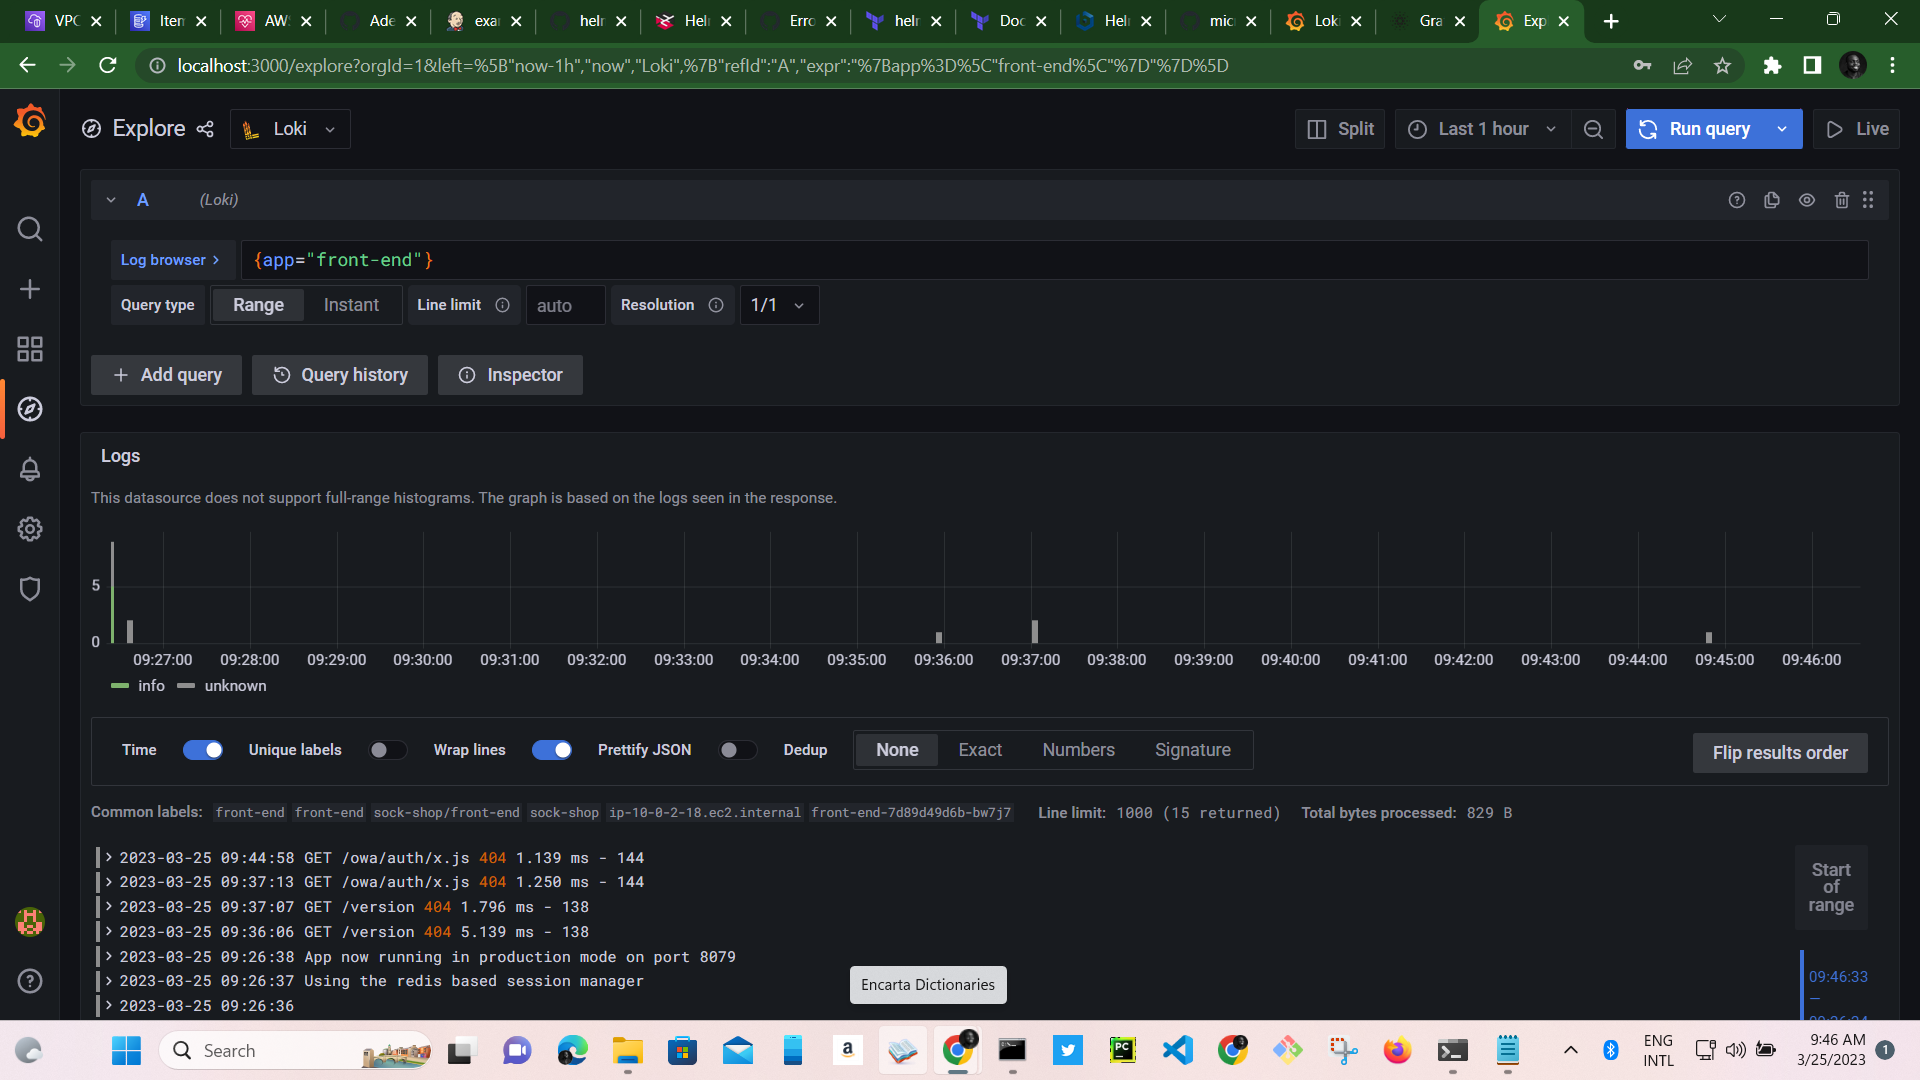 VPC Item AWS Ade exar helm Helm Erro helm Doc Helm micr Loki Gra Exp
localhost:3000/explore?orgId=1&left=%5B"now-1h","now","Loki",%7B"refId":"A","expr":"%7Bapp%3D%5C"front-end%5C"%7D"%7D%5D
Explore Loki Split Last 1 hour Run query Live
A (Loki)
Log browser > {app="front-end"}
Query type Range Instant Line limit auto Resolution 1/1
+ Add query Query history Inspector
Logs
This datasource does not support full-range histograms. The graph is based on the logs seen in the response.
5
0
09:27:00 09:28:00 09:29:00 09:30:00 09:31:00 09:32:00 09:33:00 09:34:00 09:35:00 09:36:00 09:37:00 09:38:00 09:39:00 09:40:00 09:41:00 09:42:00 09:43:00 09:44:00 09:45:00 09:46:00
info unknown
Time Unique labels Wrap lines Prettify JSON Dedup None Exact Numbers Signature Flip results order
Common labels: front-end front-end sock-shop/front-end sock-shop ip-10-0-2-18.ec2.internal front-end-7d89d49d6b-bw7j7 Line limit: 1000 (15 returned) Total bytes processed: 829 B
> 2023-03-25 09:44:58 GET /owa/auth/x.js 404 1.139 ms - 144
> 2023-03-25 09:37:13 GET /owa/auth/x.js 404 1.250 ms - 144
> 2023-03-25 09:37:07 GET /version 404 1.796 ms - 138
> 2023-03-25 09:36:06 GET /version 404 5.139 ms - 138
> 2023-03-25 09:26:38 App now running in production mode on port 8079
> 2023-03-25 09:26:37 Using the redis based session manager
> 2023-03-25 09:26:36
Start
of
range
09:46:33
—
Encarta Dictionaries
Search
ENG
INTL
9:46 AM
3/25/2023
1